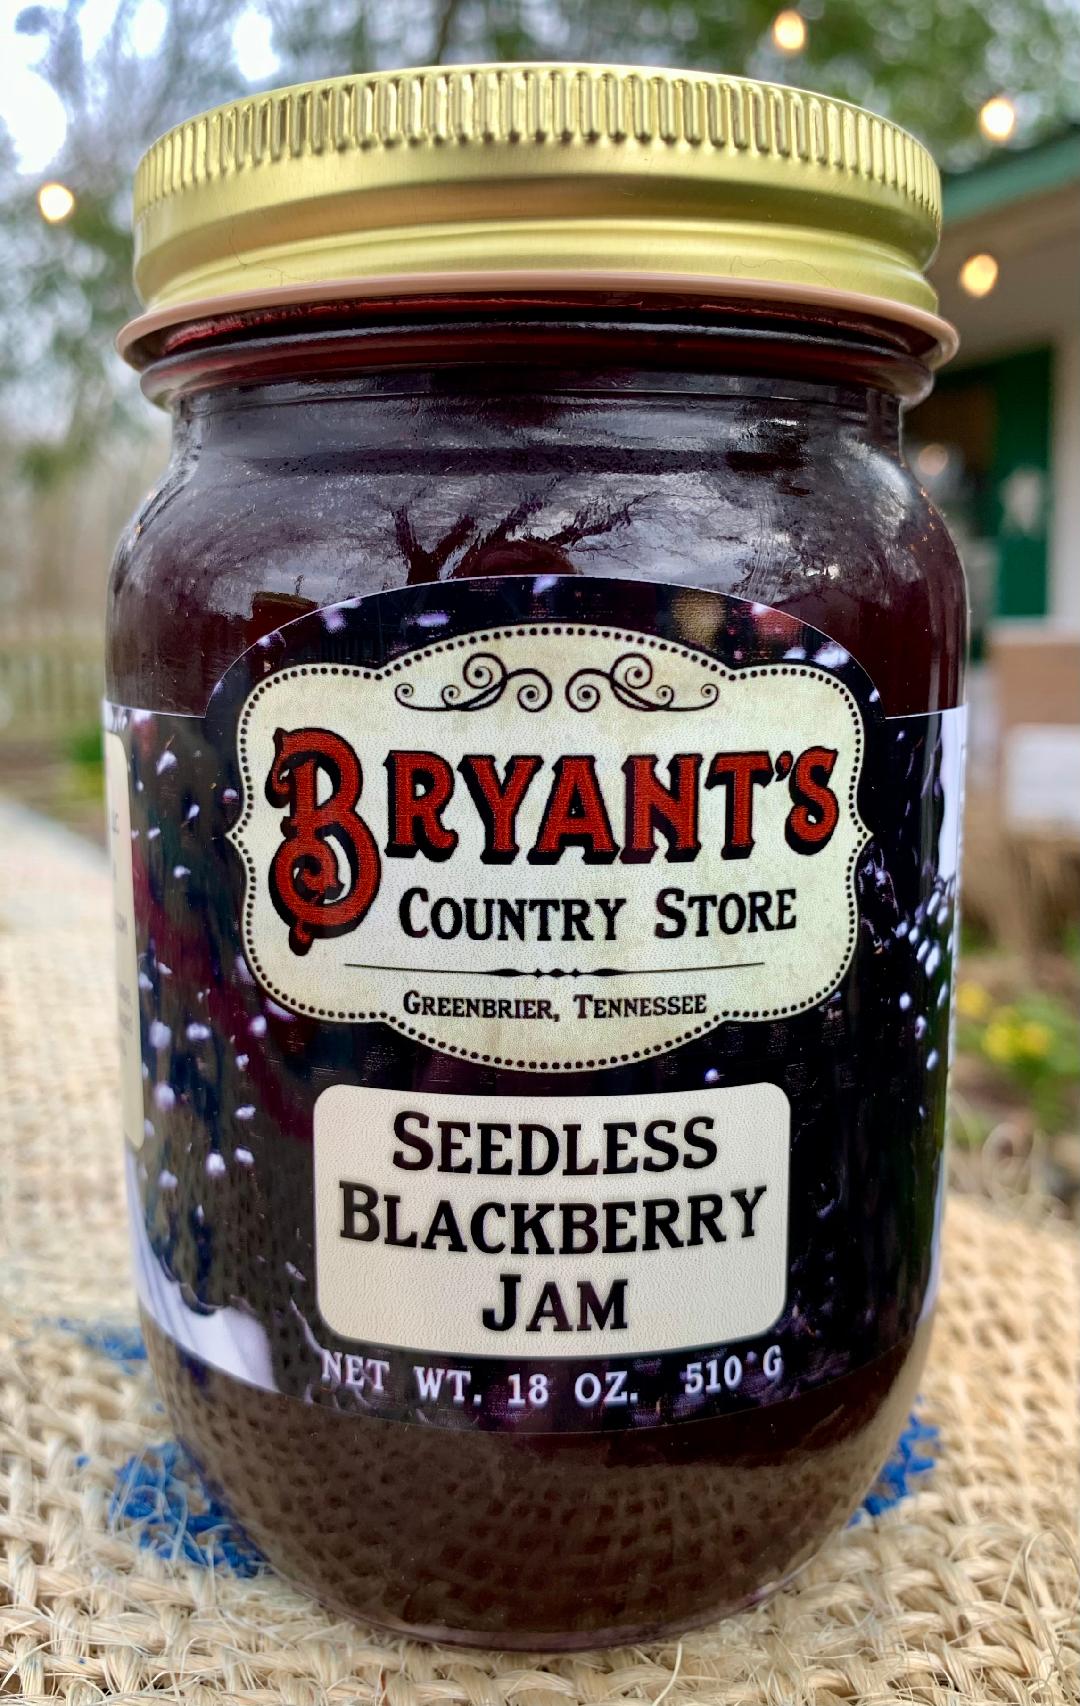 BRYANT'S
COUNTRY STORE
GREENBRIER, TENNESSEE
SEEDLESS
BLACKBERRY
JAM
NET WT. 18 OZ. 510 G